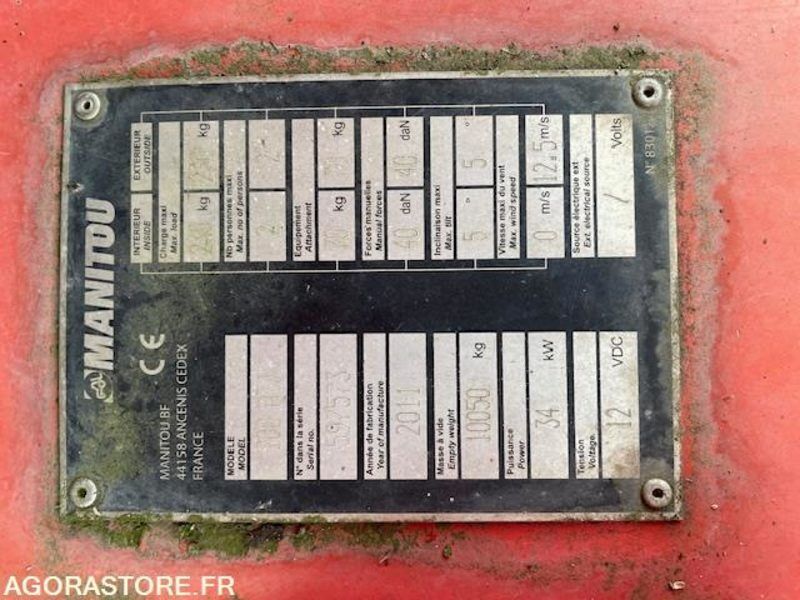 MANITOU
CE
MANITOU BF
44158 ANCENIS CEDEX
FRANCE
MODELE
MODEL
N° dans la série
Serial no.
592573
Année de fabrication
Year of manufacture
2011
Masse à vide
Empty weight
10050 kg
Puissance
Power
34 kW
Tension
Voltage.
12 VDC
INTERIEUR EXTERIEUR
INSIDE OUTSIDE
Charge maxi
Max. load
kg kg
No personnes maxi
Max. no of persons
2 2
Equipement
Attachment
kg kg
Forces manuelles
Manual forces
40 daN 40 daN
Inclinaison maxi
Max. tilt
5 ° 5 °
Vitesse maxi du vent
Max. wind speed
0 m/s 12.5 m/s
Source électrique ext
Ext. electrical source
/ Volts
AGORASTORE.FR